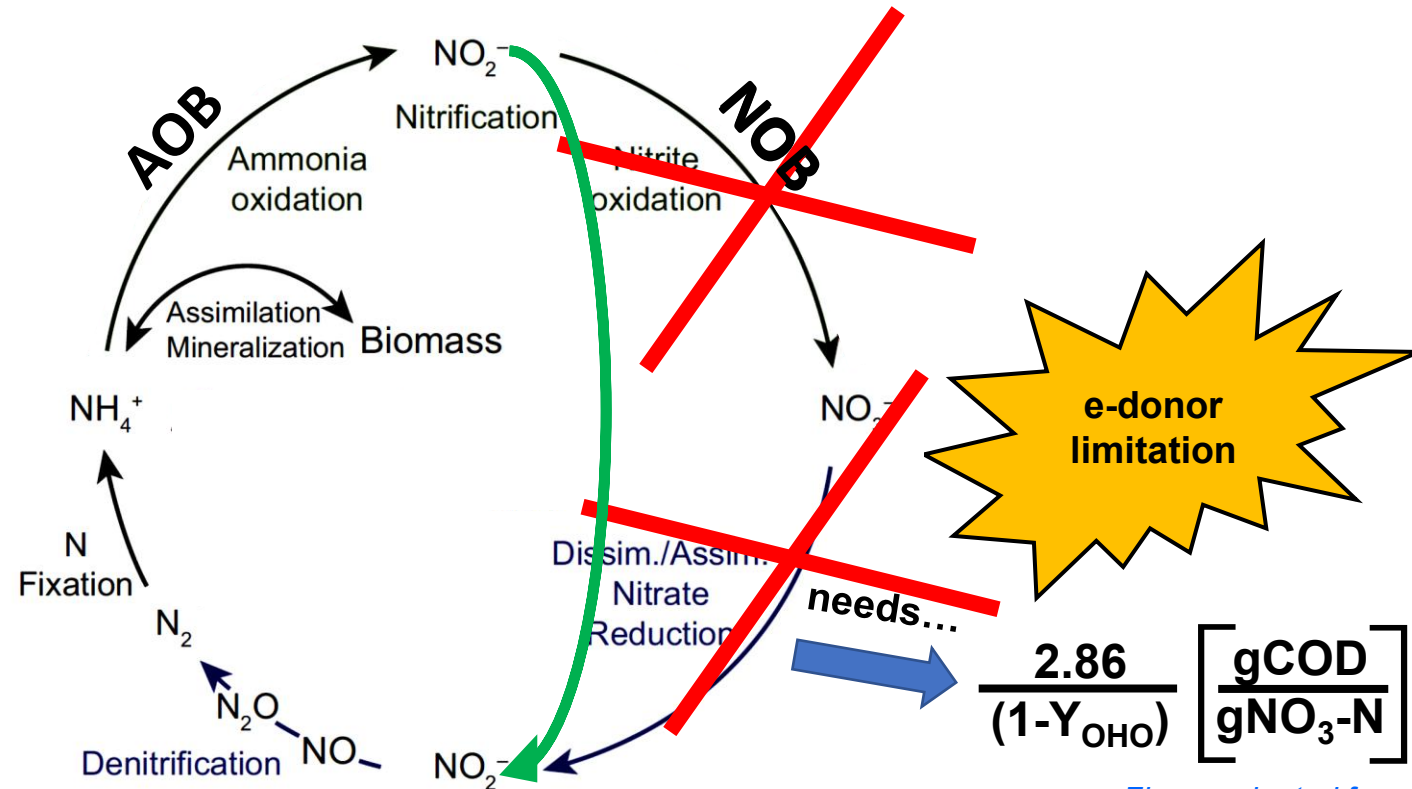 NO₂⁻
Nitrification
AOB
NOB
Ammonia
oxidation
Nitrite
oxidation
Assimilation
Mineralization
Biomass
NH₄⁺
e-donor
limitation
N
Fixation
Dissim./Assim.
Nitrate
Reduction
needs...
N₂
N₂O
NO
NO₂⁻
Denitrification
2.86
(1-Y_OHO)
gCOD
gNO₃-N